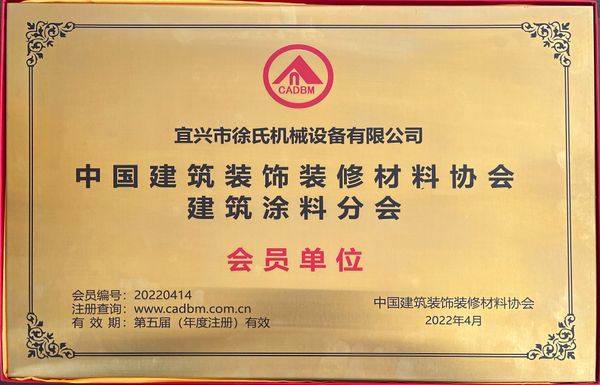 CADBM
宜兴市徐氏机械设备有限公司
中国建筑装饰装修材料协会
建筑涂料分会
会员单位
会员编号：20220414
注册查询：www.cadbm.com.cn
有 效 期：第五届（年度注册）有效
中国建筑装饰装修材料协会
2022年4月